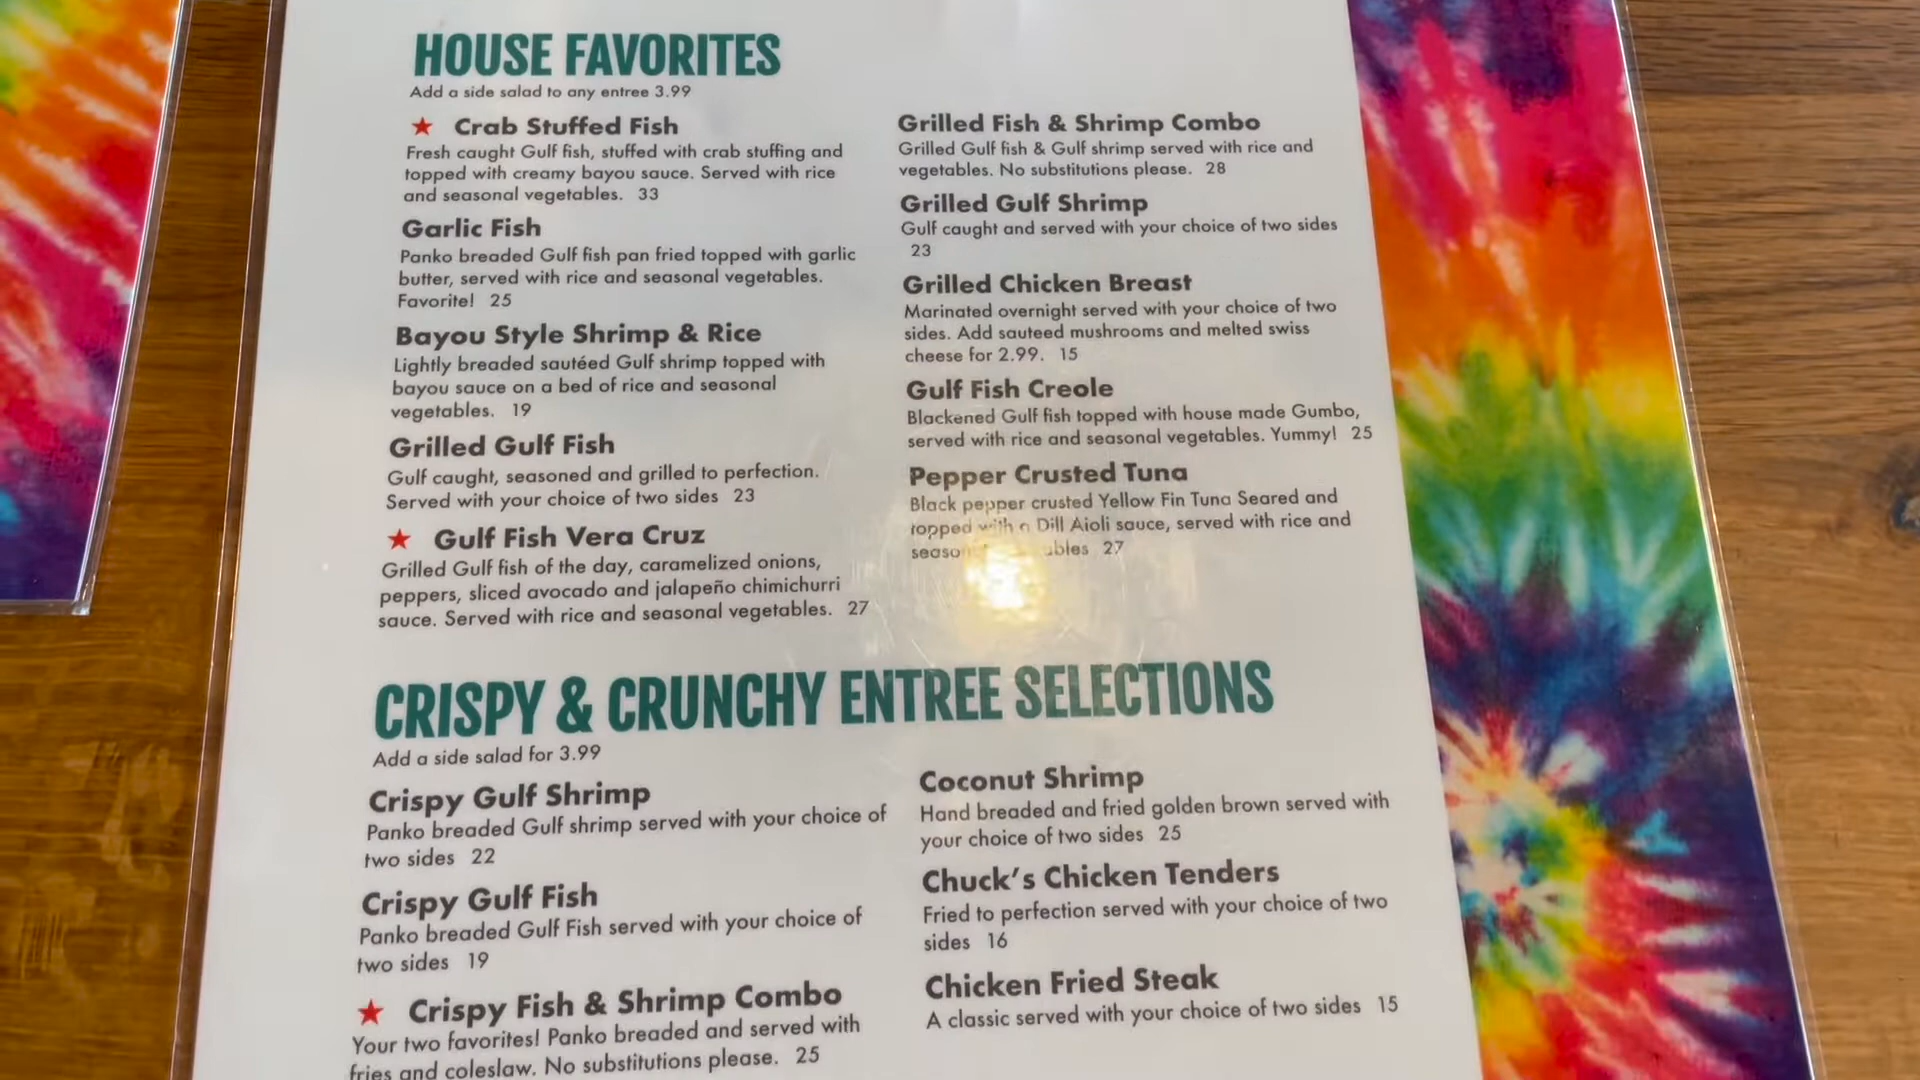 HOUSE FAVORITES
Add a side salad to any entree 3.99
Crab Stuffed Fish
Fresh caught Gulf fish, stuffed with crab stuffing and
topped with creamy bayou sauce. Served with rice
and seasonal vegetables. 33
Garlic Fish
Panko breaded Gulf fish pan fried topped with garlic
butter, served with rice and seasonal vegetables.
Favorite! 25
Bayou Style Shrimp & Rice
Lightly breaded sautéed Gulf shrimp topped with
bayou sauce on a bed of rice and seasonal
vegetables. 19
Grilled Gulf Fish
Gulf caught, seasoned and grilled to perfection.
Served with your choice of two sides 23
Gulf Fish Vera Cruz
Grilled Gulf fish of the day, caramelized onions,
peppers, sliced avocado and jalapeño chimichurri
sauce. Served with rice and seasonal vegetables. 27
Grilled Fish & Shrimp Combo
Grilled Gulf fish & Gulf shrimp served with rice and
vegetables. No substitutions please. 28
Grilled Gulf Shrimp
Gulf caught and served with your choice of two sides
23
Grilled Chicken Breast
Marinated overnight served with your choice of two
sides. Add sauteed mushrooms and melted swiss
cheese for 2.99. 15
Gulf Fish Creole
Blackened Gulf fish topped with house made Gumbo,
served with rice and seasonal vegetables. Yummy! 25
Pepper Crusted Tuna
Black pepper crusted Yellow Fin Tuna Seared and
topped with a Dill Aioli sauce, served with rice and
27
CRISPY & CRUNCHY ENTREE SELECTIONS
Add a side salad for 3.99
Crispy Gulf Shrimp
Panko breaded Gulf shrimp served with your choice of
two sides 22
Crispy Gulf Fish
Panko breaded Gulf Fish served with your choice of
two sides 19
Crispy Fish & Shrimp Combo
Your two favorites! Panko breaded and served with
fries and coleslaw. No substitutions please. 25
Coconut Shrimp
Hand breaded and fried golden brown served with
your choice of two sides 25
Chuck's Chicken Tenders
Fried to perfection served with your choice of two
sides 16
Chicken Fried Steak
A classic served with your choice of two sides 15